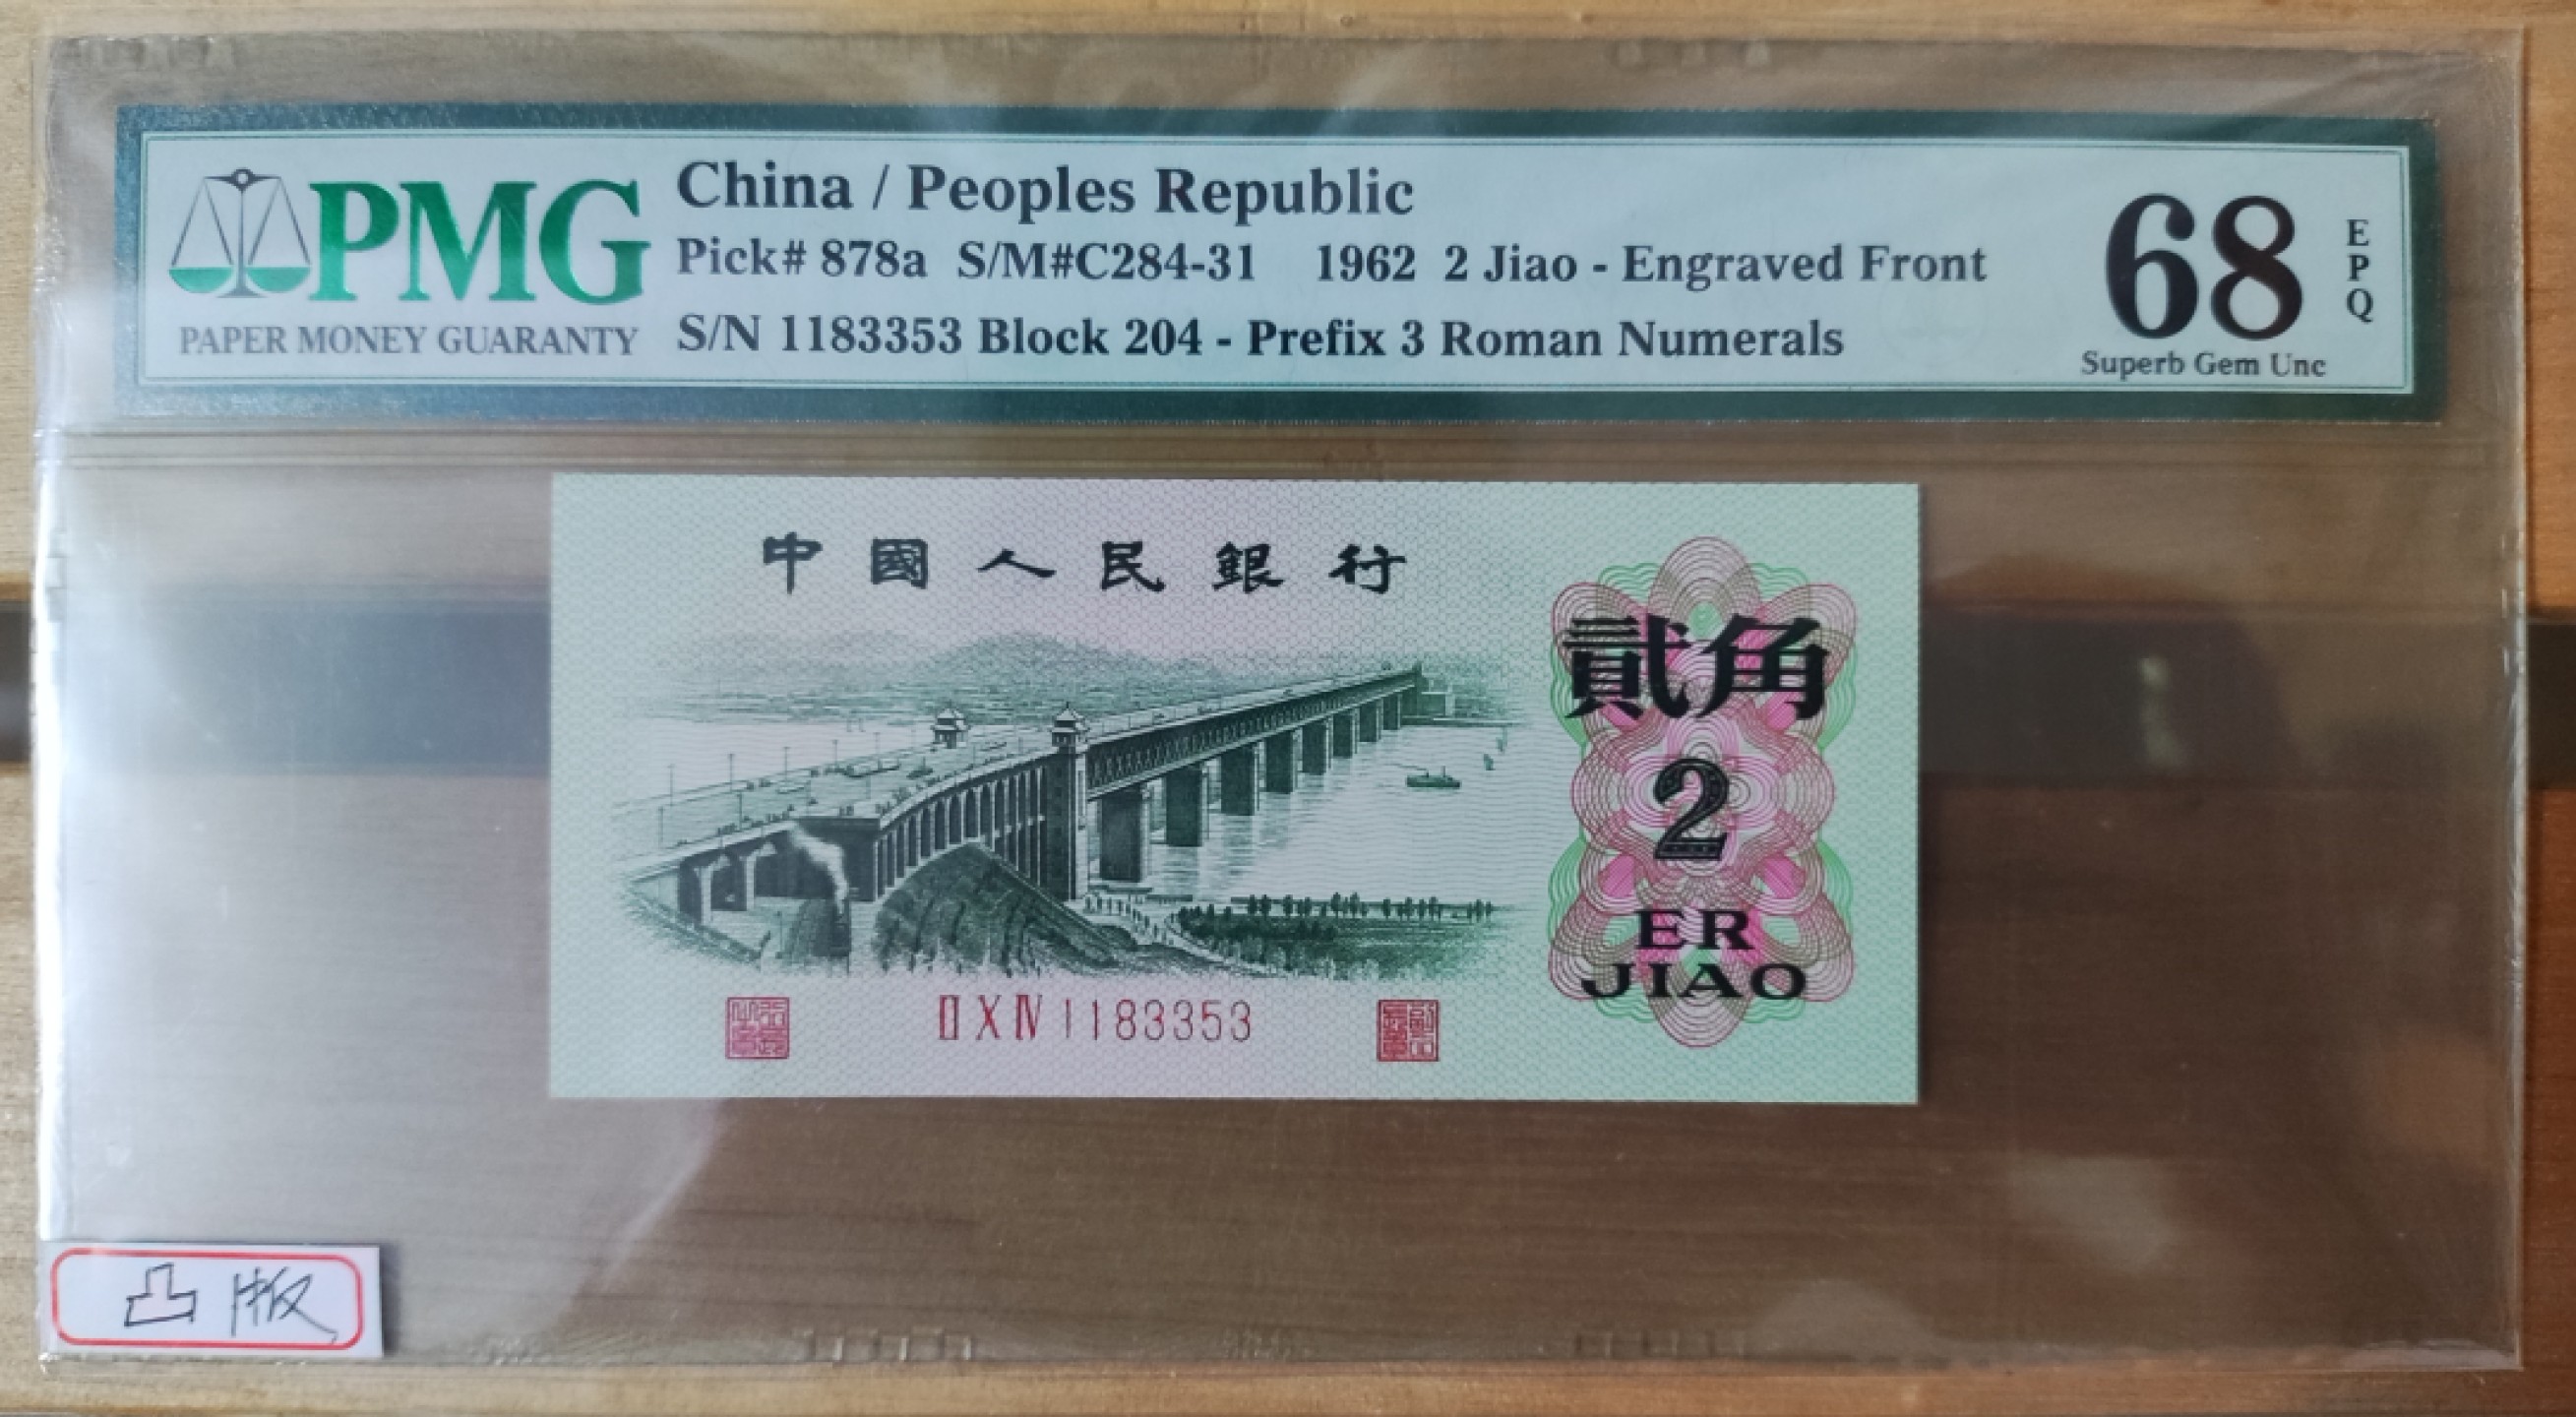 PMG
PAPER MONEY GUARANTY
China / Peoples Republic
Pick# 878a S/M#C284-31 1962 2 Jiao - Engraved Front
S/N 1183353 Block 204 - Prefix 3 Roman Numerals
68
EPQ
Superb Gem Unc
中國人民銀行
貳角
2
ER
JIAO
ⅡⅩⅣ 1183353
凸版